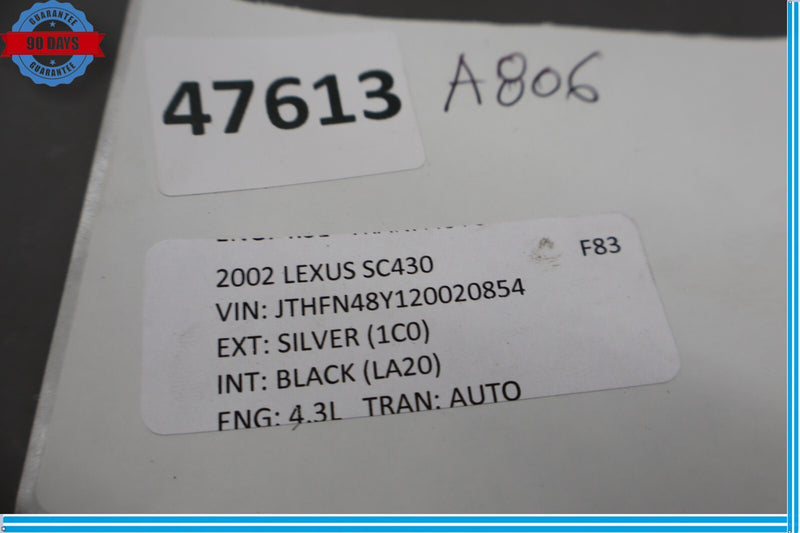 GUARANTEE
90 DAYS
GUARANTEE
47613 A806
F83
2002 LEXUS SC430
VIN: JTHFN48Y120020854
EXT: SILVER (1C0)
INT: BLACK (LA20)
ENG: 4.3L TRAN: AUTO